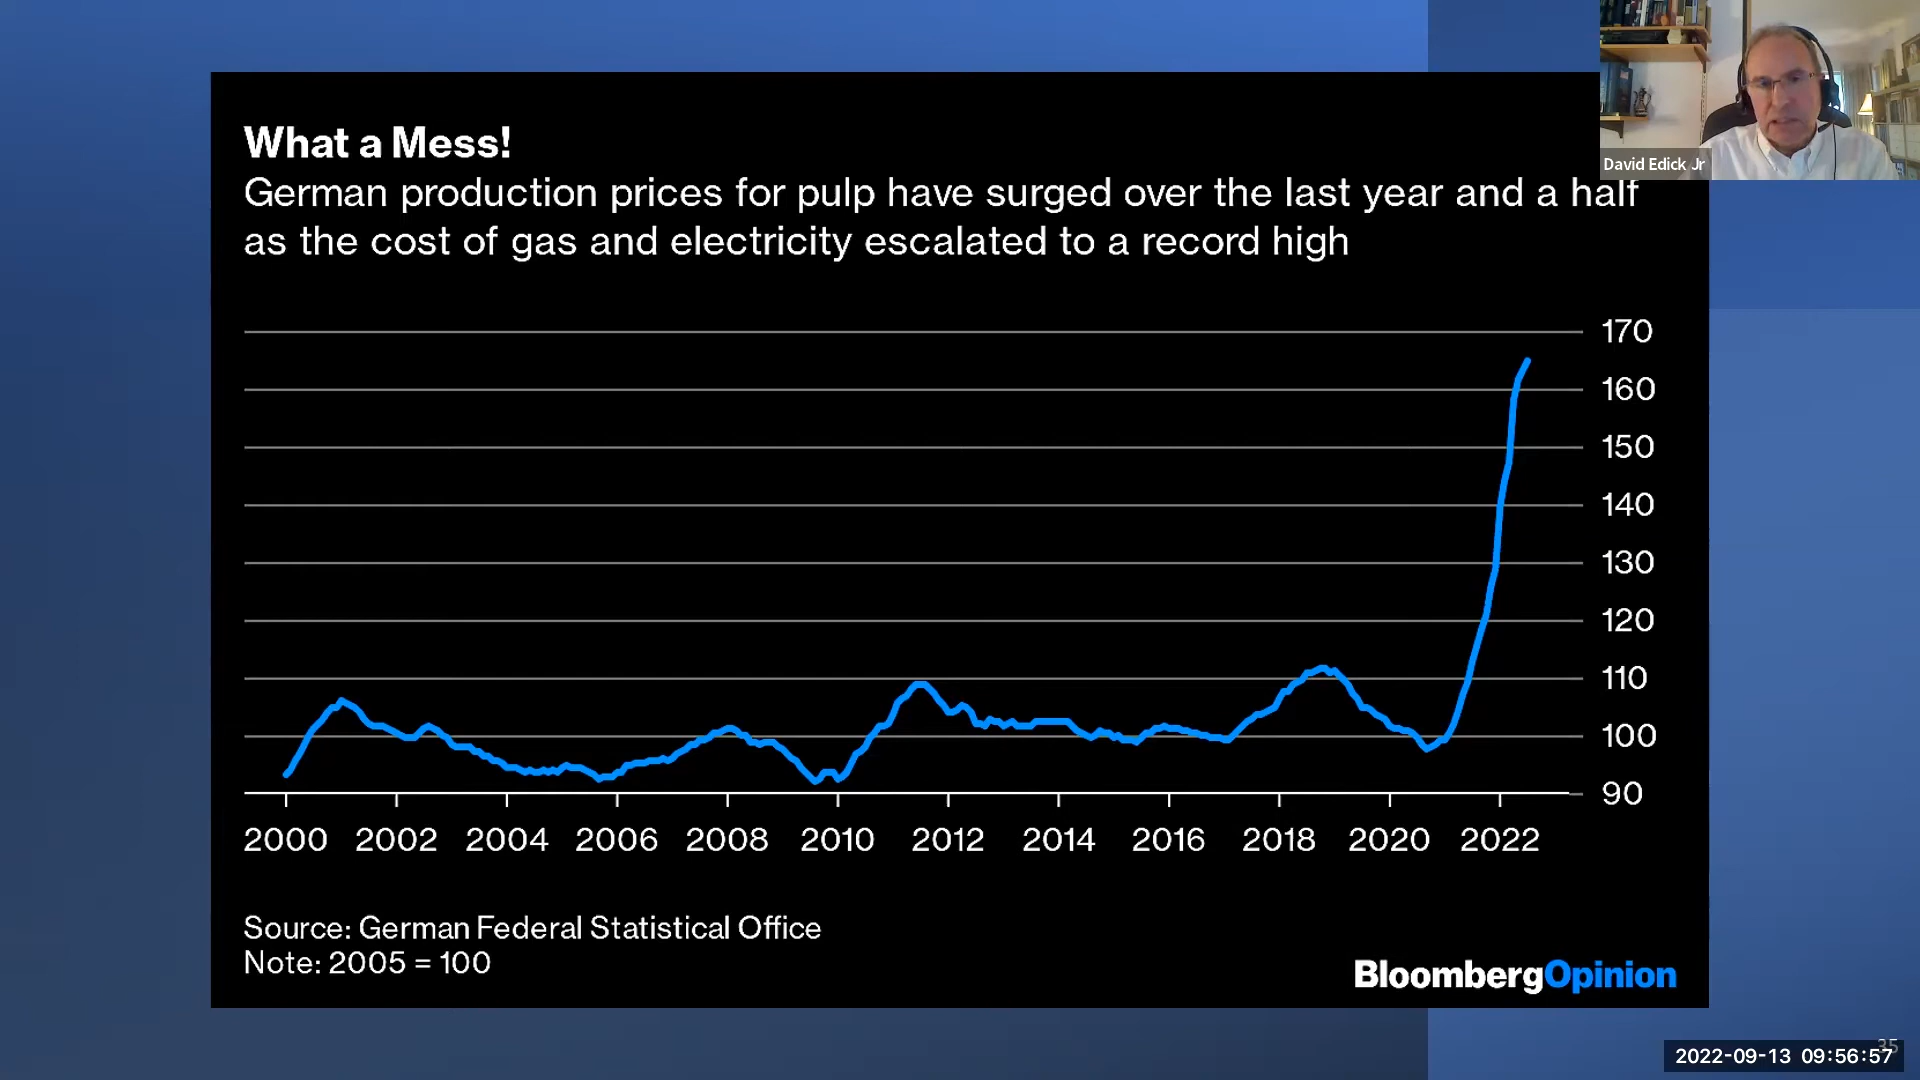 David Edick Jr
What a Mess!
German production prices for pulp have surged over the last year and a half
as the cost of gas and electricity escalated to a record high
170
160
150
140
130
120
110
100
90
2000 2002 2004 2006 2008 2010 2012 2014 2016 2018 2020 2022
Source: German Federal Statistical Office
Note: 2005 = 100
BloombergOpinion
35
2022-09-13 09:56:57